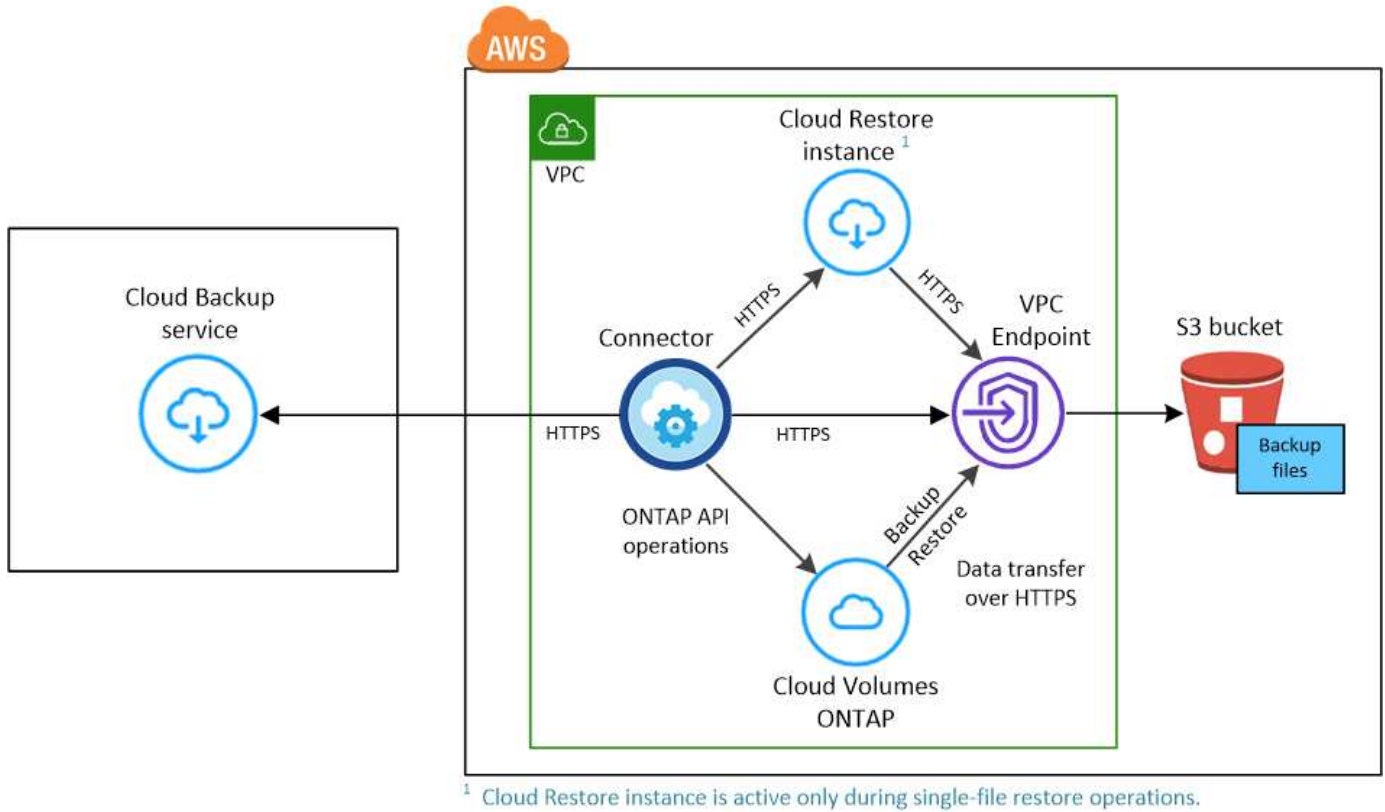 AWS
VPC
Cloud Restore
instance 1
Cloud Backup
service
Connector
HTTPS
HTTPS
VPC
Endpoint
S3 bucket
HTTPS
HTTPS
Backup
files
ONTAP API
operations
Backup
Restore
Data transfer
over HTTPS
Cloud Volumes
ONTAP
1 Cloud Restore instance is active only during single-file restore operations.